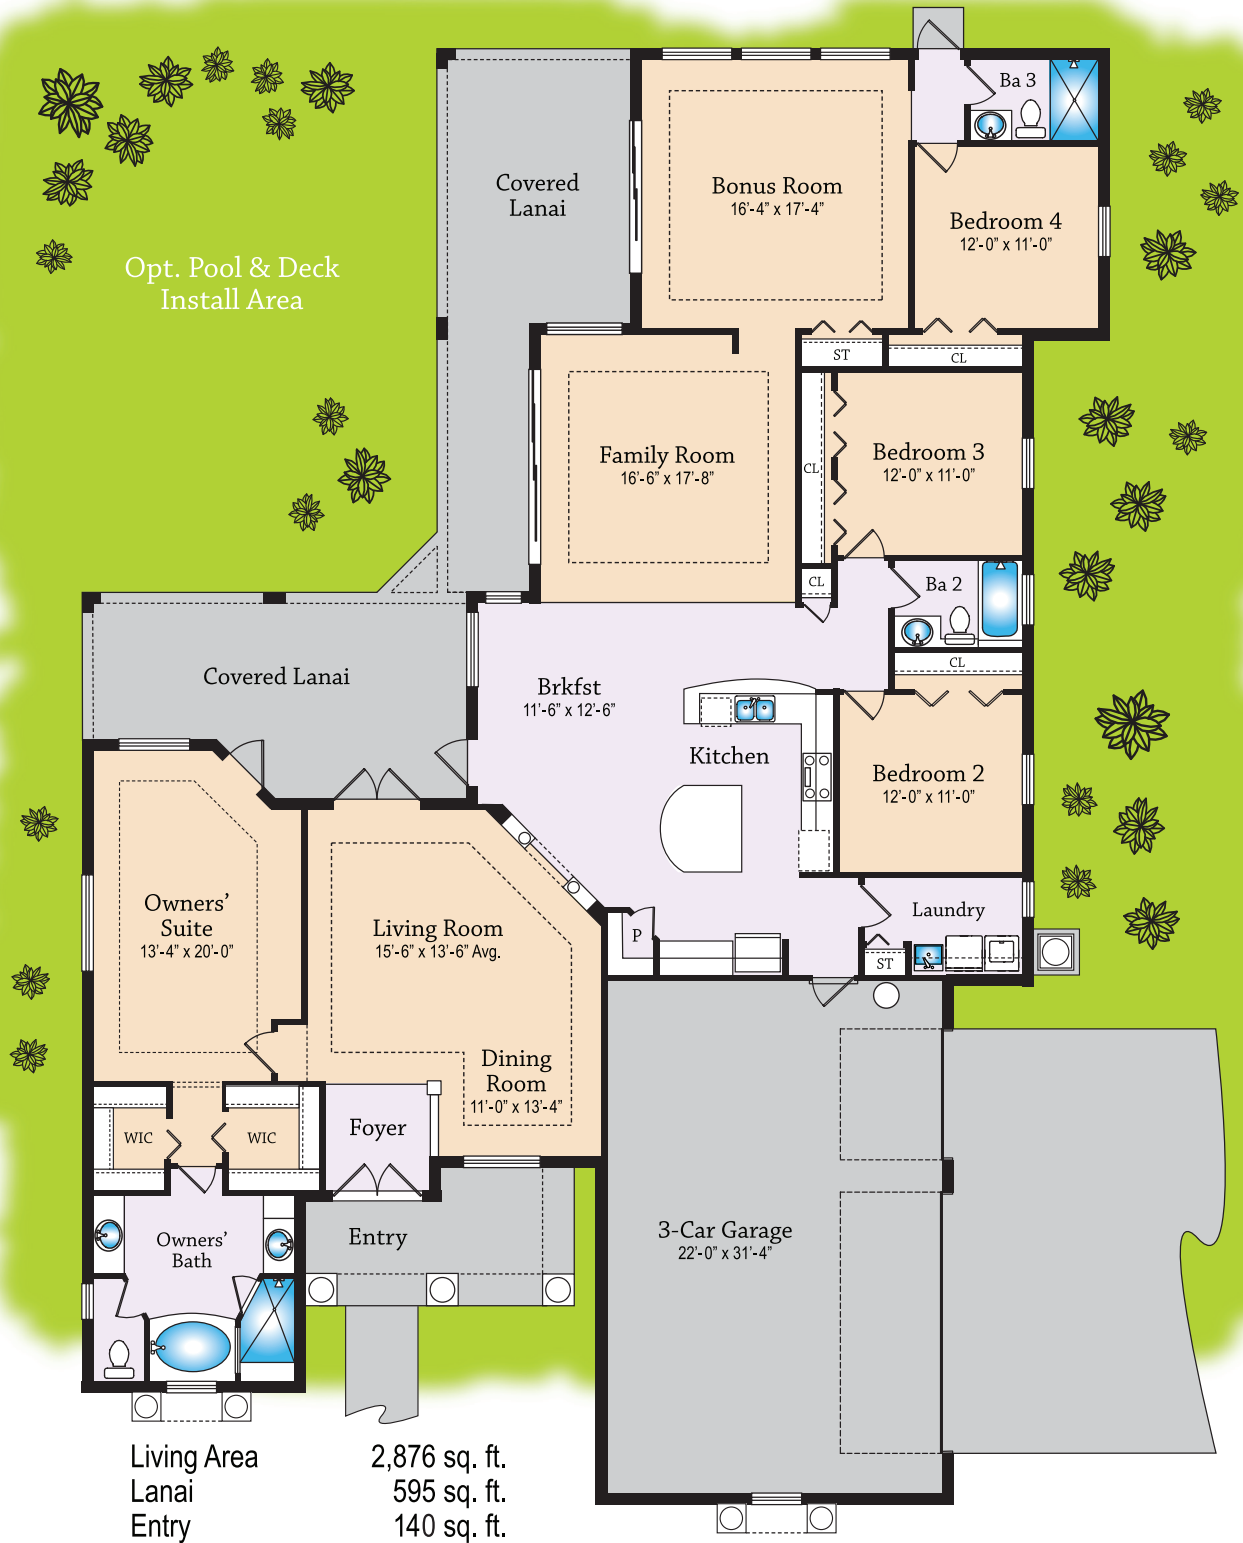 Ba 3
Covered
Lanai
Bonus Room
16'-4" x 17'-4"
Bedroom 4
12'-0" x 11'-0"
Opt. Pool & Deck
Install Area
ST
CL
Family Room
16'-6" x 17'-8"
CL
Bedroom 3
12'-0" x 11'-0"
CL
Ba 2
CL
Covered Lanai
Brkfst
11'-6" x 12'-6"
Kitchen
Bedroom 2
12'-0" x 11'-0"
Owners'
Suite
13'-4" x 20'-0"
Living Room
15'-6" x 13'-6" Avg.
P
Laundry
ST
Dining
Room
11'-0" x 13'-4"
WIC
WIC
Foyer
Owners'
Bath
Entry
3-Car Garage
22'-0" x 31'-4"
Living Area 2,876 sq. ft.
Lanai 595 sq. ft.
Entry 140 sq. ft.